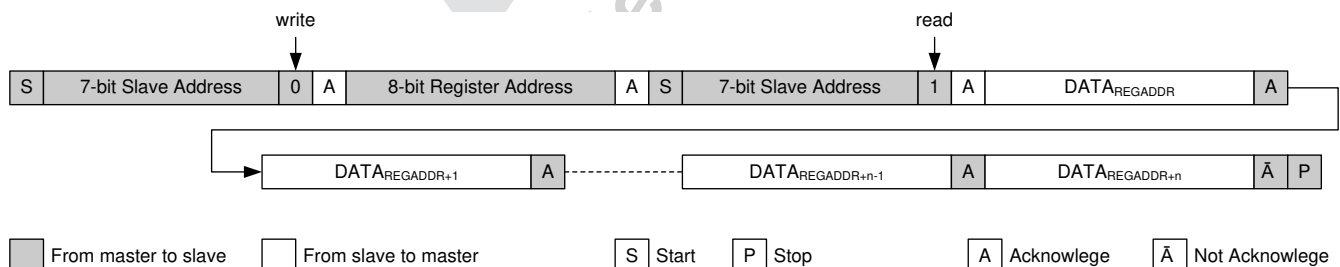 write read
S 7-bit Slave Address 0 A 8-bit Register Address A S 7-bit Slave Address 1 A DATAREGADDR A
DATAREGADDR+1 A DATAREGADDR+n-1 A DATAREGADDR+n Ā P
From master to slave From slave to master S Start P Stop A Acknowlege Ā Not Acknowlege